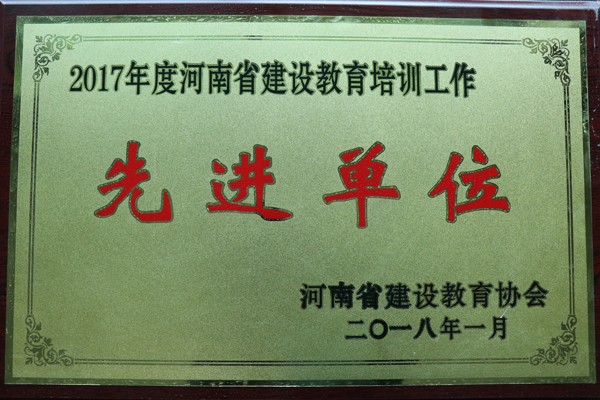 2017年度河南省建设教育培训工作
先进单位
河南省建设教育协会
二〇一八年一月